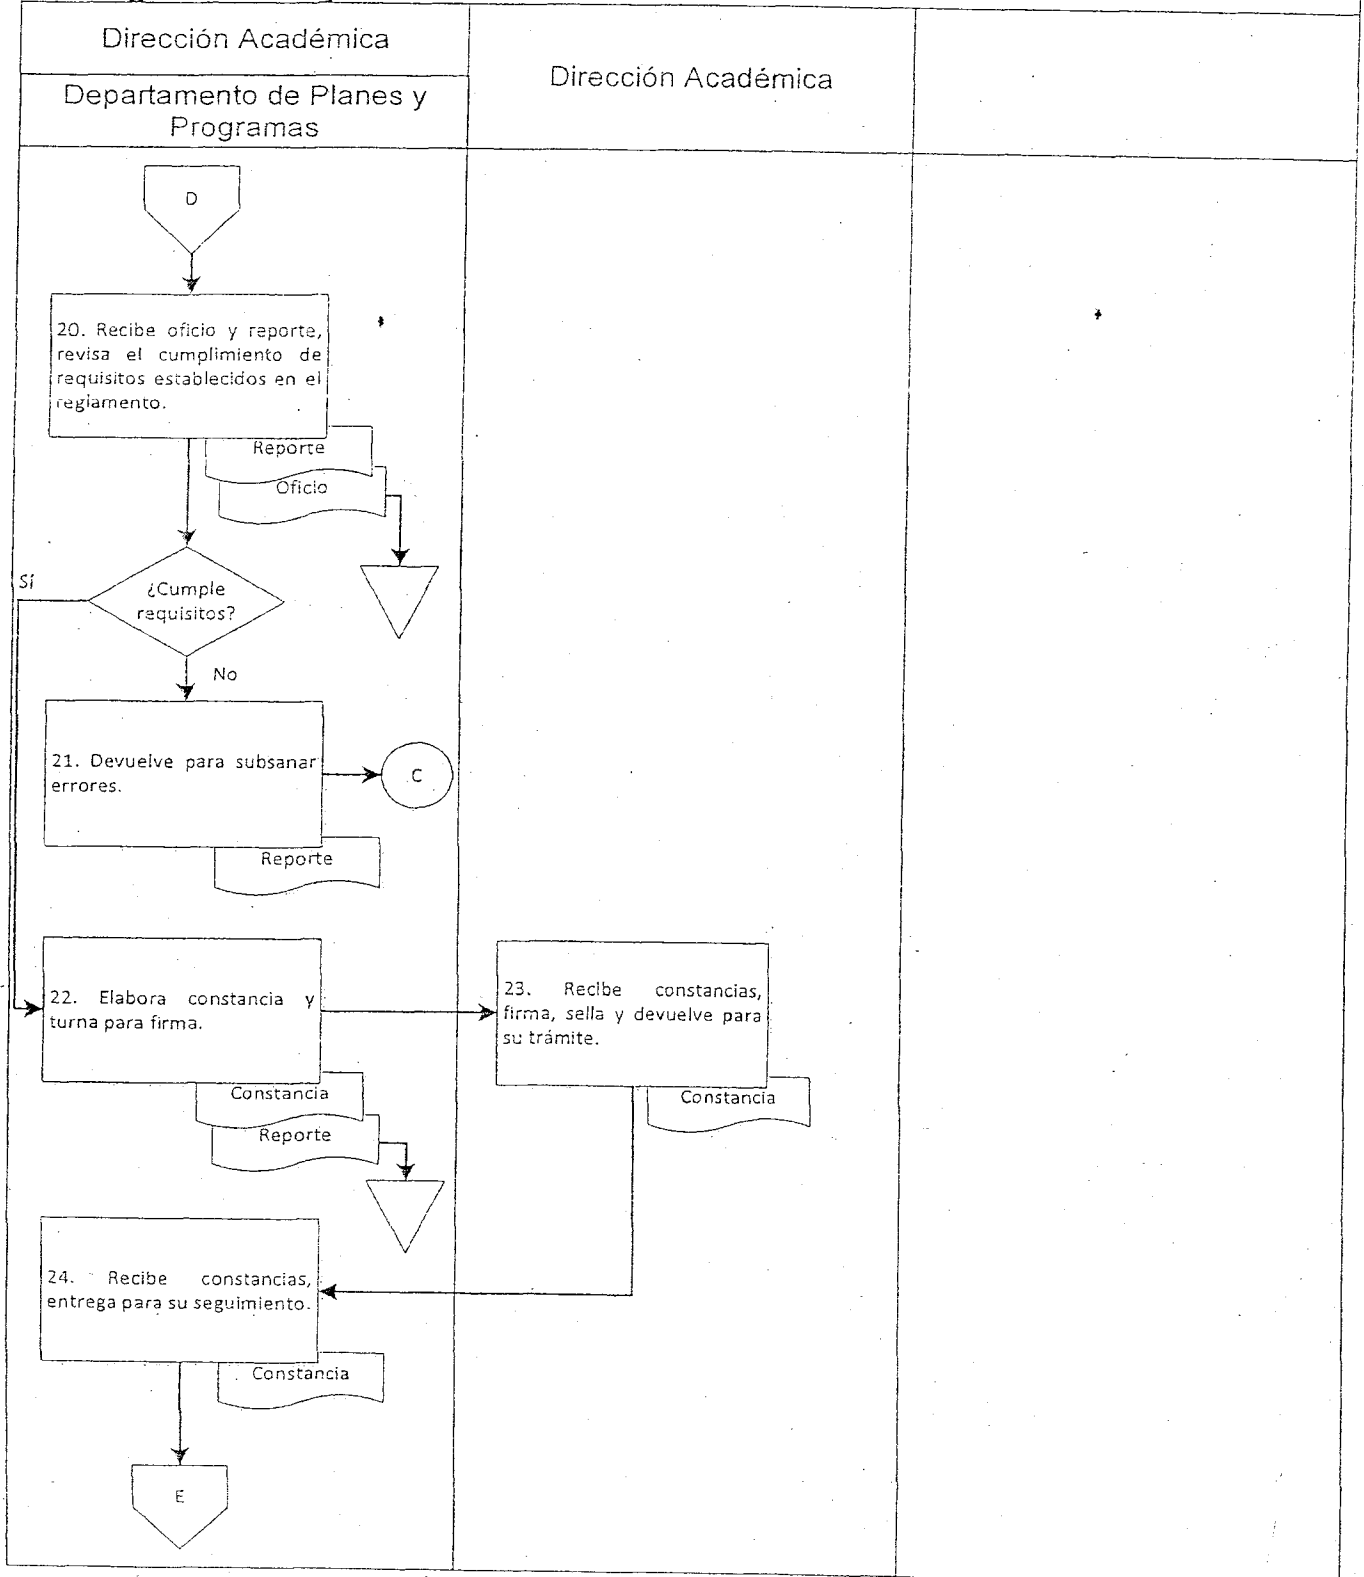 Dirección Académica
Departamento de Planes y
Programas
Dirección Académica
D
20. Recibe oficio y reporte,
revisa el cumplimiento de
requisitos establecidos en el
reglamento.
Reporte
Oficio
Sí
¿Cumple
requisitos?
No
21. Devuelve para subsanar
errores.
C
Reporte
22. Elabora constancia y
turna para firma.
Constancia
Reporte
23. Recibe constancias,
firma, sella y devuelve para
su trámite.
Constancia
24. Recibe constancias,
entrega para su seguimiento.
Constancia
E